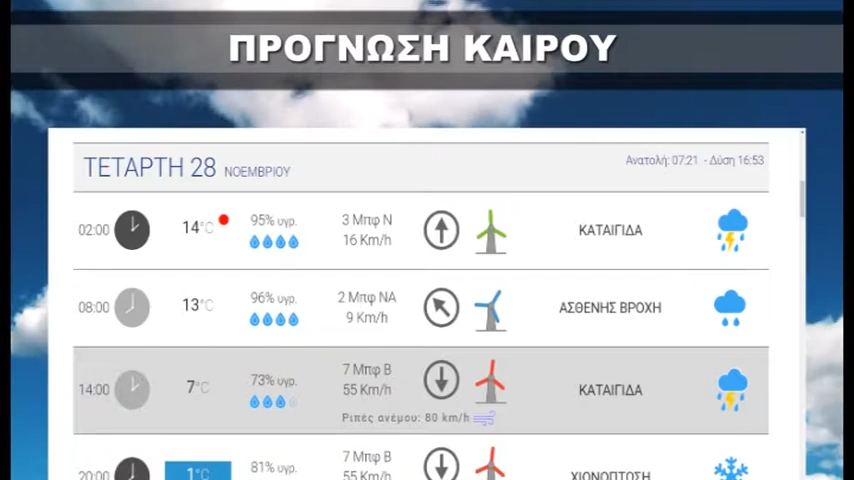 ΠΡΟΓΝΩΣΗ ΚΑΙΡΟΥ
ΤΕΤΑΡΤΗ 28 ΝΟΕΜΒΡΙΟΥ
Ανατολή: 07:21 - Δύση 16:53
02:00 14°C 95% υγρ. 3 Μπφ Ν ΚΑΤΑΙΓΙΔΑ
16 Km/h
08:00 13°C 96% υγρ. 2 Μπφ ΝΑ ΑΣΘΕΝΗΣ ΒΡΟΧΗ
9 Km/h
14:00 7°C 73% υγρ. 7 Μπφ Β ΚΑΤΑΙΓΙΔΑ
55 Km/h
Ριπές ανέμου: 80 km/h
20:00 1°C 81% υγρ. 7 Μπφ Β ΧΙΟΝΟΠΤΩΣΗ
55 Km/h